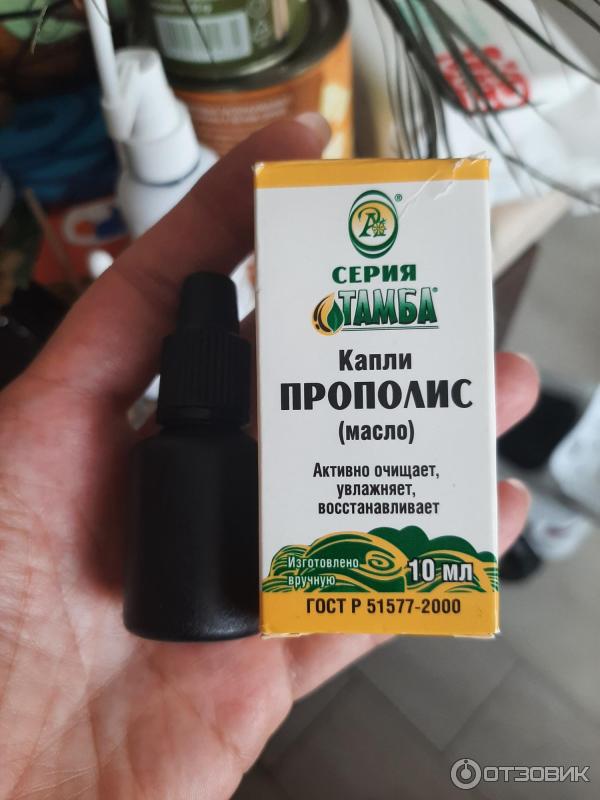 СЕРИЯ
ТАМБА®
Капли
ПРОПОЛИС
(масло)
Активно очищает,
увлажняет,
восстанавливает
Изготовлено
вручную
10 мл
ГОСТ Р 51577-2000
ОТЗОВИК